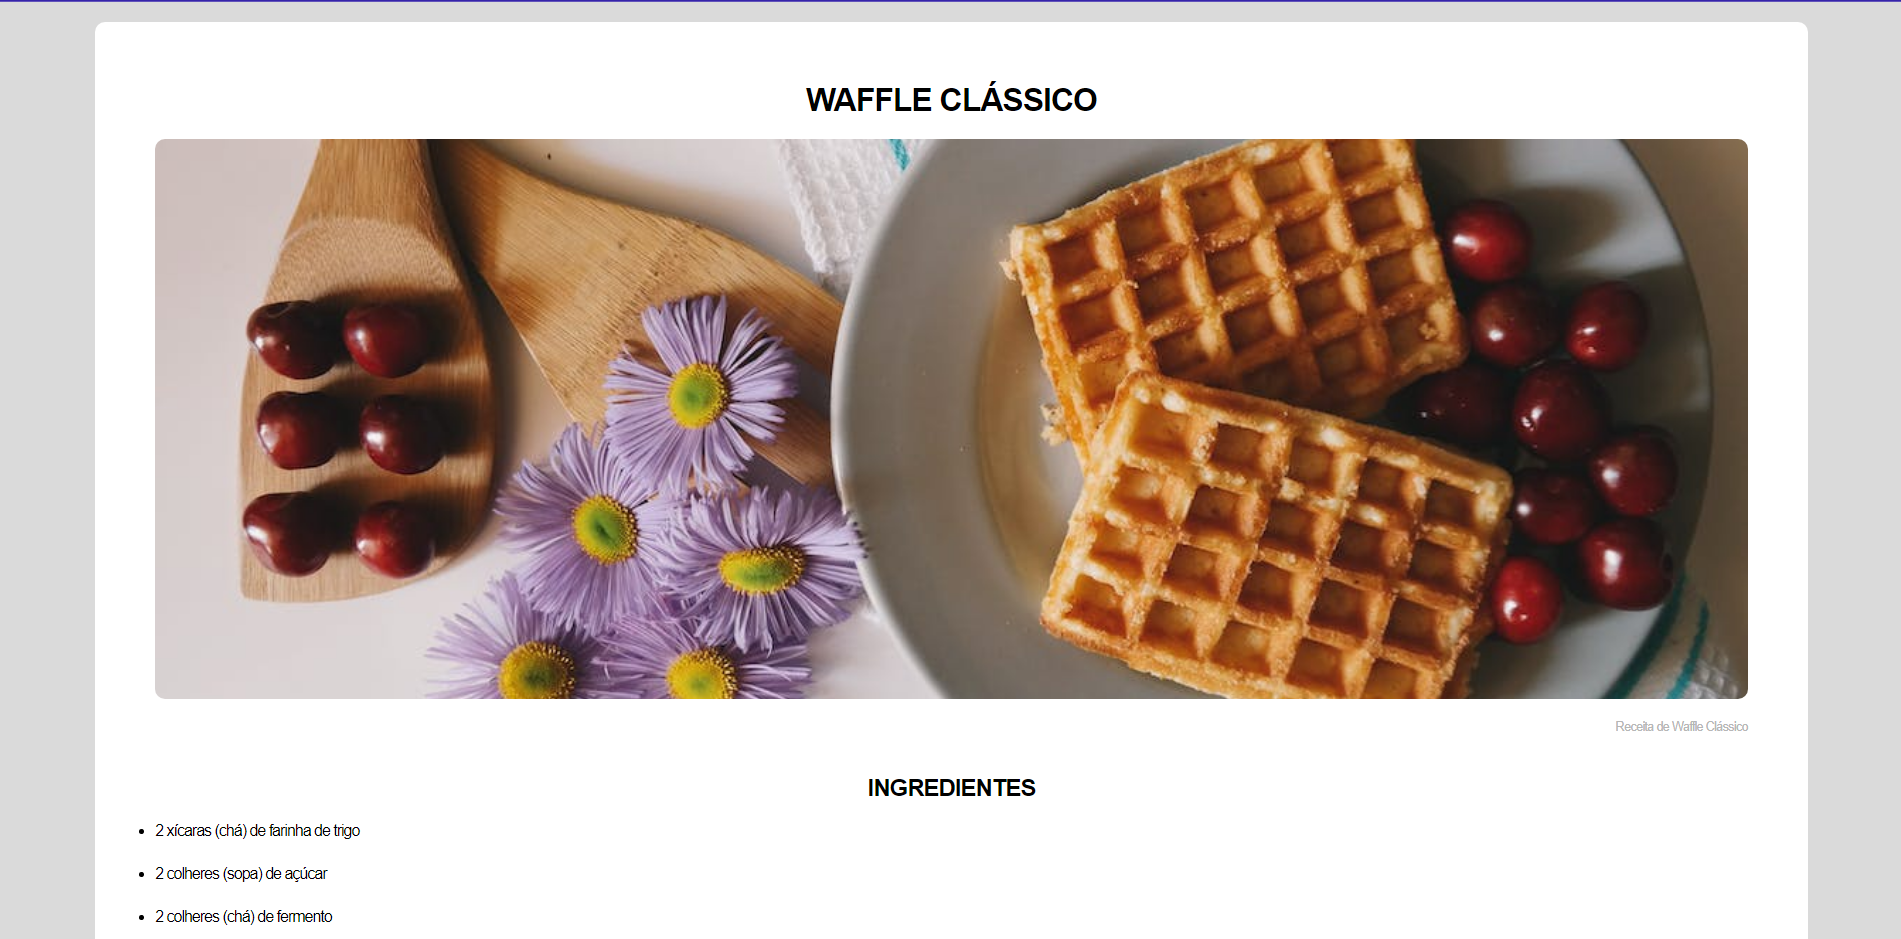 WAFFLE CLÁSSICO
Receita de Waffle Clássico
INGREDIENTES
2 xícaras (chá) de farinha de trigo
2 colheres (sopa) de açúcar
2 colheres (chá) de fermento